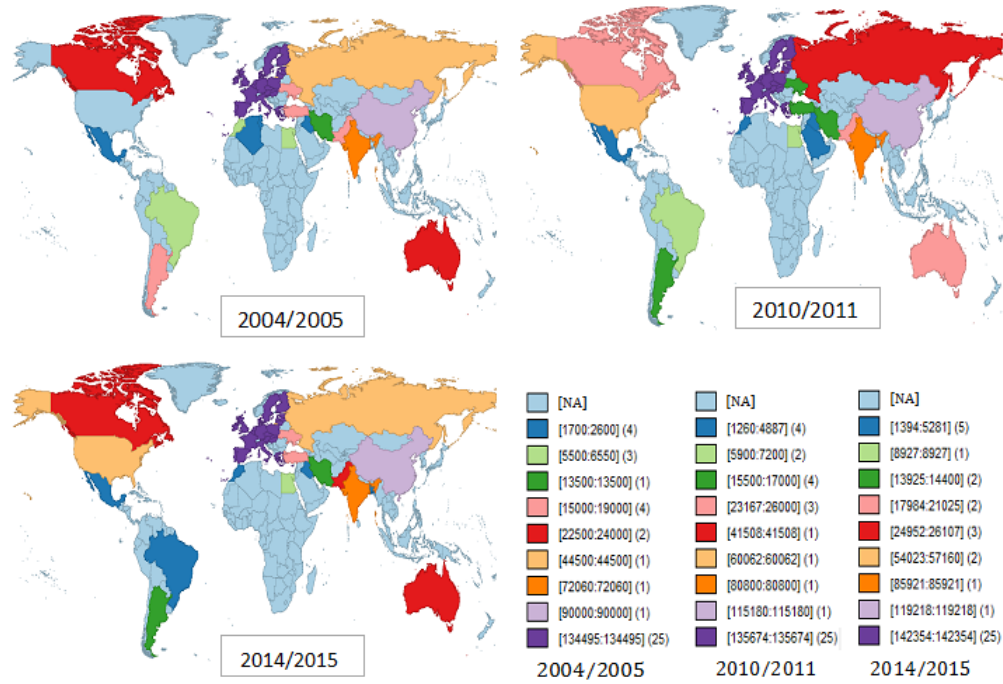 2004/2005
2010/2011
2014/2015
[NA] [NA] [NA]
[1700:2600] (4) [1260:4887] (4) [1394:5281] (5)
[5500:6550] (3) [5900:7200] (2) [8927:8927] (1)
[13500:13500] (1) [15500:17000] (4) [13925:14400] (2)
[15000:19000] (4) [23167:26000] (3) [17984:21025] (2)
[22500:24000] (2) [41508:41508] (1) [24952:26107] (3)
[44500:44500] (1) [60062:60062] (1) [54023:57160] (2)
[72060:72060] (1) [80800:80800] (1) [85921:85921] (1)
[90000:90000] (1) [115180:115180] (1) [119218:119218] (1)
[134495:134495] (25) [135674:135674] (25) [142354:142354] (25)
2004/2005 2010/2011 2014/2015